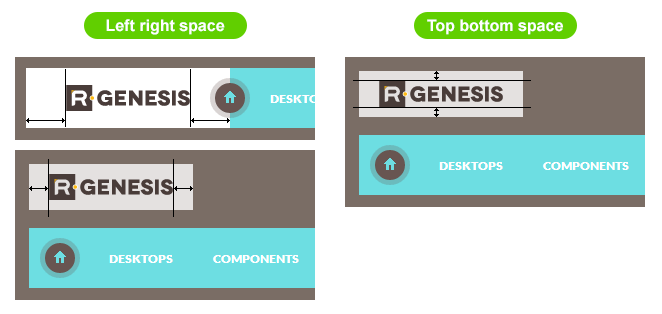 Left right space
R GENESIS
DESKTO
R GENESIS
DESKTOPS COMPONENTS
Top bottom space
R GENESIS
DESKTOPS COMPONENTS